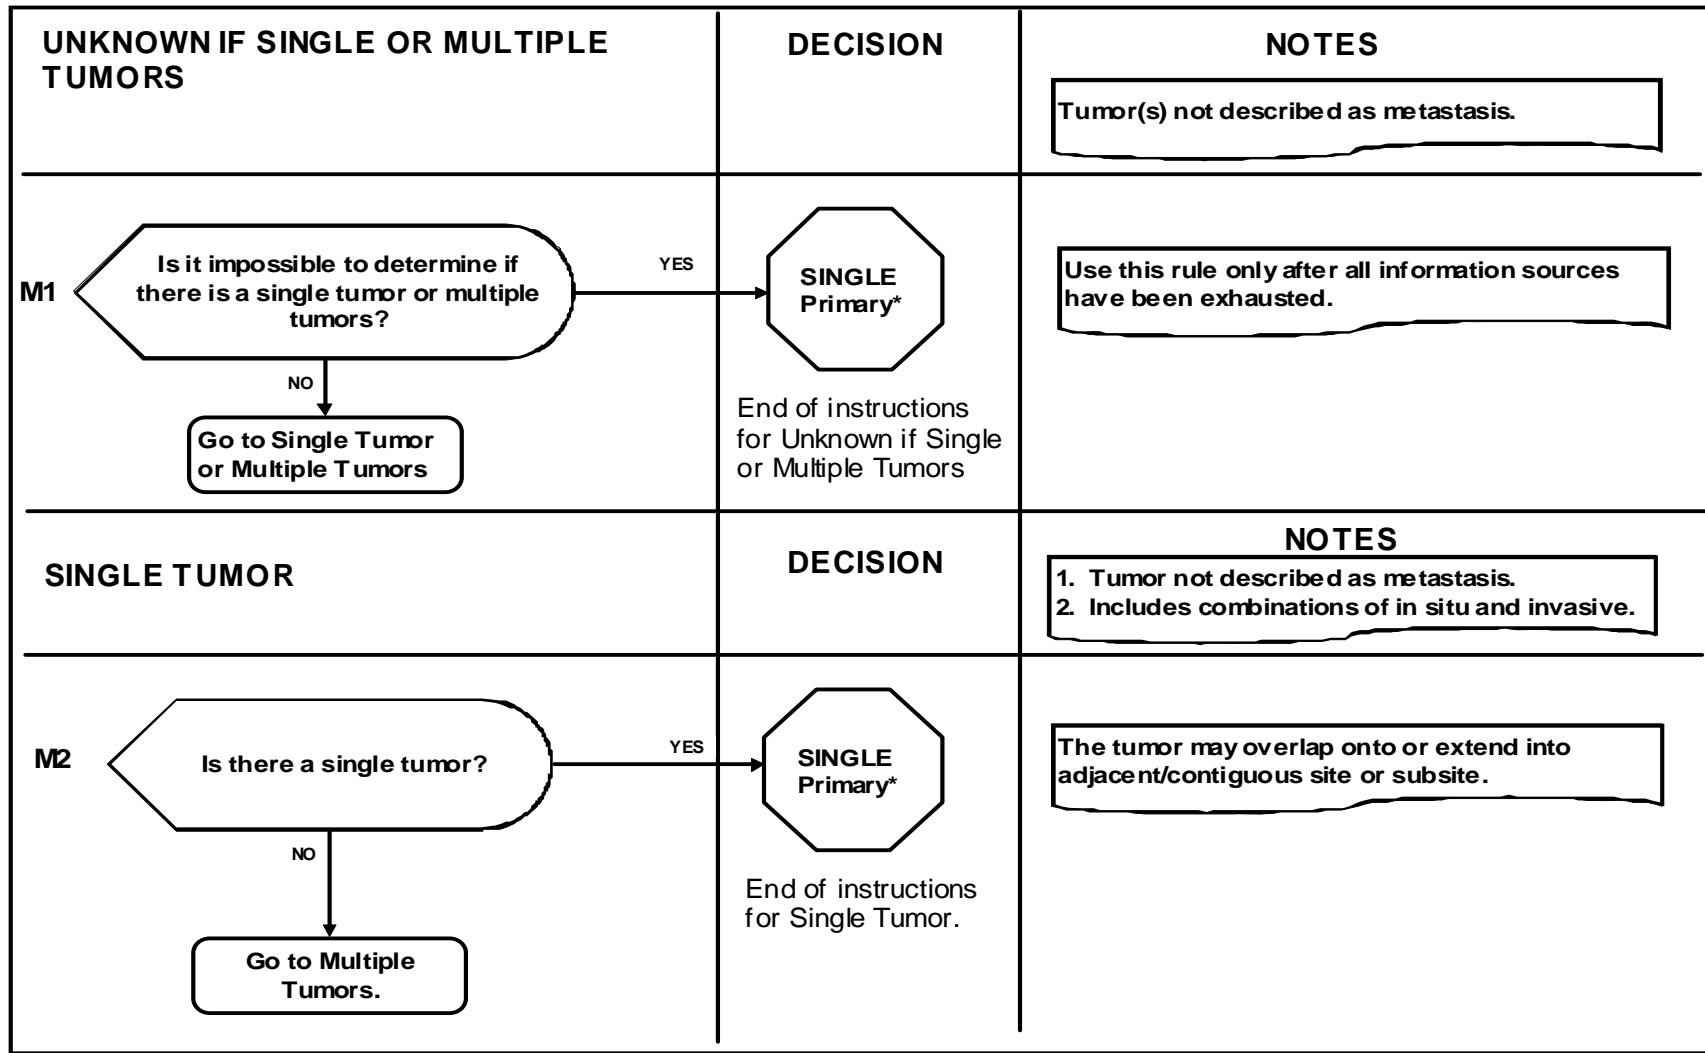 UNKNOWN IF SINGLE OR MULTIPLE
TUMORS
DECISION
NOTES
Tumor(s) not described as metastasis.
M1
Is it impossible to determine if
there is a single tumor or multiple
tumors?
YES
SINGLE
Primary*
Use this rule only after all information sources
have been exhausted.
NO
Go to Single Tumor
or Multiple Tumors
End of instructions
for Unknown if Single
or Multiple Tumors
SINGLE TUMOR
DECISION
NOTES
1. Tumor not described as metastasis.
2. Includes combinations of in situ and invasive.
M2
Is there a single tumor?
YES
SINGLE
Primary*
The tumor may overlap onto or extend into
adjacent/contiguous site or subsite.
NO
Go to Multiple
Tumors.
End of instructions
for Single Tumor.